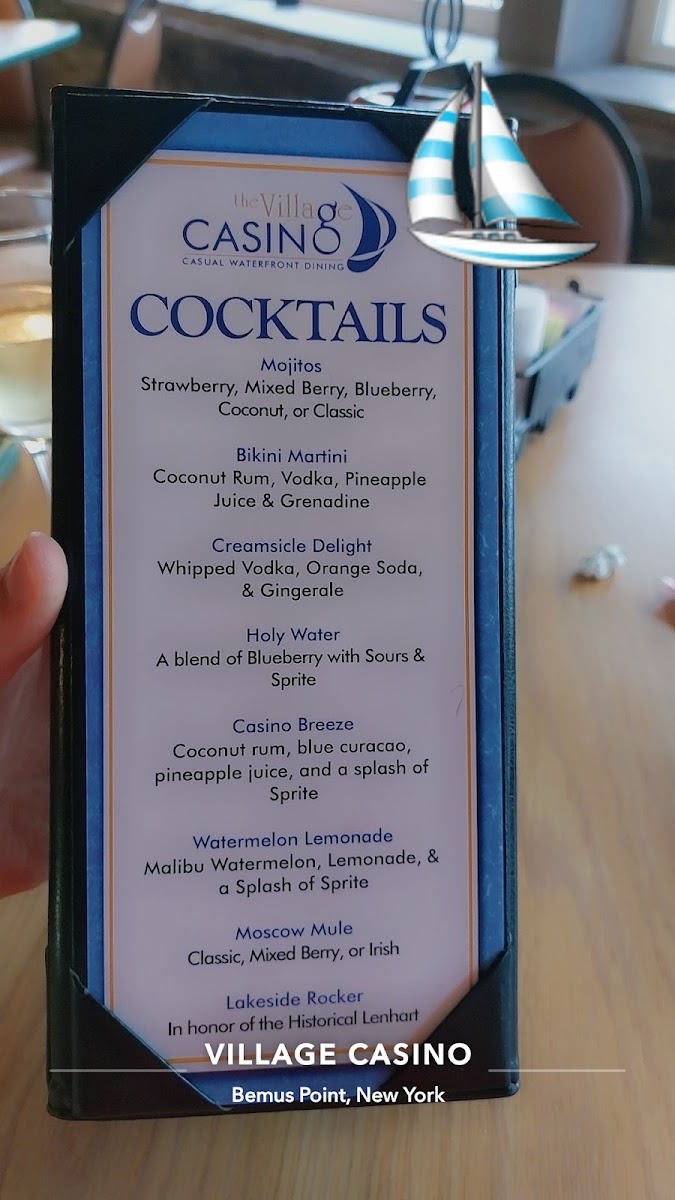 the Village
CASINO
CASUAL WATERFRONT DINING
COCKTAILS
Mojitos
Strawberry, Mixed Berry, Blueberry,
Coconut, or Classic
Bikini Martini
Coconut Rum, Vodka, Pineapple
Juice & Grenadine
Creamsicle Delight
Whipped Vodka, Orange Soda,
& Gingerale
Holy Water
A blend of Blueberry with Sours &
Sprite
Casino Breeze
Coconut rum, blue curacao,
pineapple juice, and a splash of
Sprite
Watermelon Lemonade
Malibu Watermelon, Lemonade, &
a Splash of Sprite
Moscow Mule
Classic, Mixed Berry, or Irish
Lakeside Rocker
In honor of the Historical Lenhart
VILLAGE CASINO
Bemus Point, New York